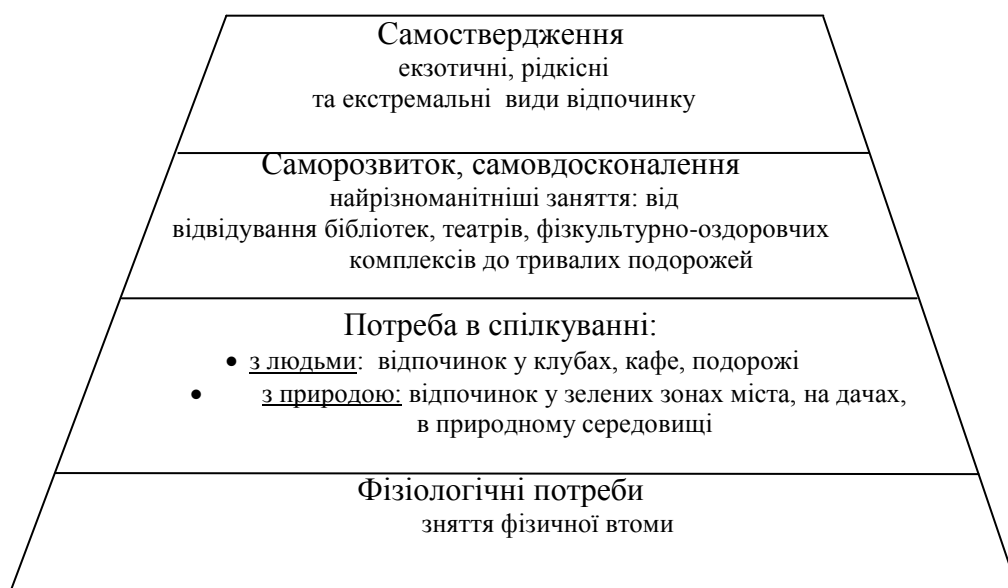 Самоствердження
екзотичні, рідкісні
та екстремальні види відпочинку
Саморозвиток, самовдосконалення
найрізноманітніші заняття: від
відвідування бібліотек, театрів, фізкультурно-оздоровчих
комплексів до тривалих подорожей
Потреба в спілкуванні:
• з людьми: відпочинок у клубах, кафе, подорожі
• з природою: відпочинок у зелених зонах міста, на дачах,
в природному середовищі
Фізіологічні потреби
зняття фізичної втоми